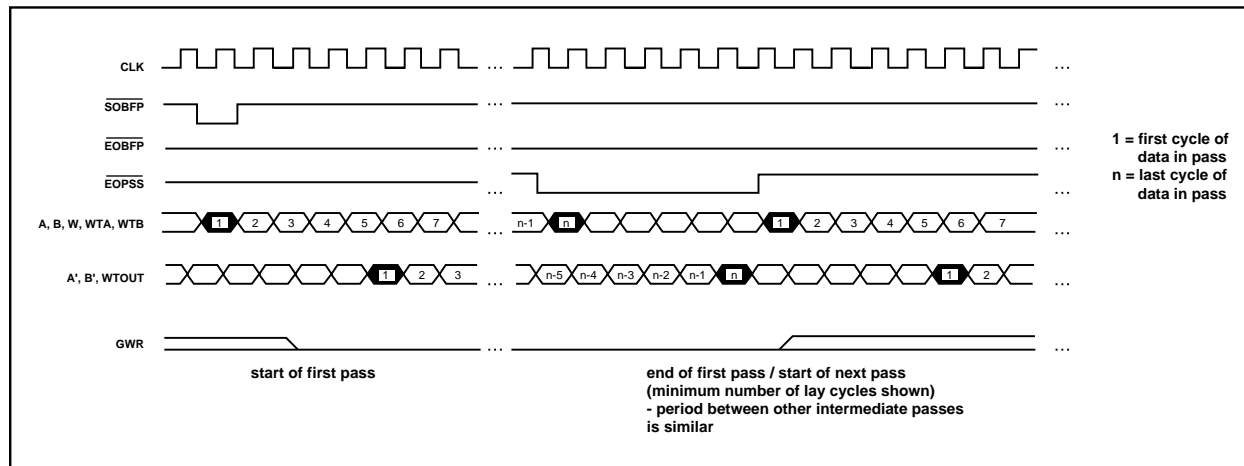 CLK
...
...
SOBFP
...
...
EOBFP
...
...
EOPSS
...
...
1 = first cycle of
data in pass
n = last cycle of
data in pass
A, B, W, WTA, WTB
1 2 3 4 5 6 7
...
n-1 n 1 2 3 4 5 6 7
...
A', B', WTOUT
1 2 3
...
n-5 n-4 n-3 n-2 n-1 n 1 2
...
GWR
...
...
start of first pass
end of first pass / start of next pass
(minimum number of lay cycles shown)
- period between other intermediate passes
is similar